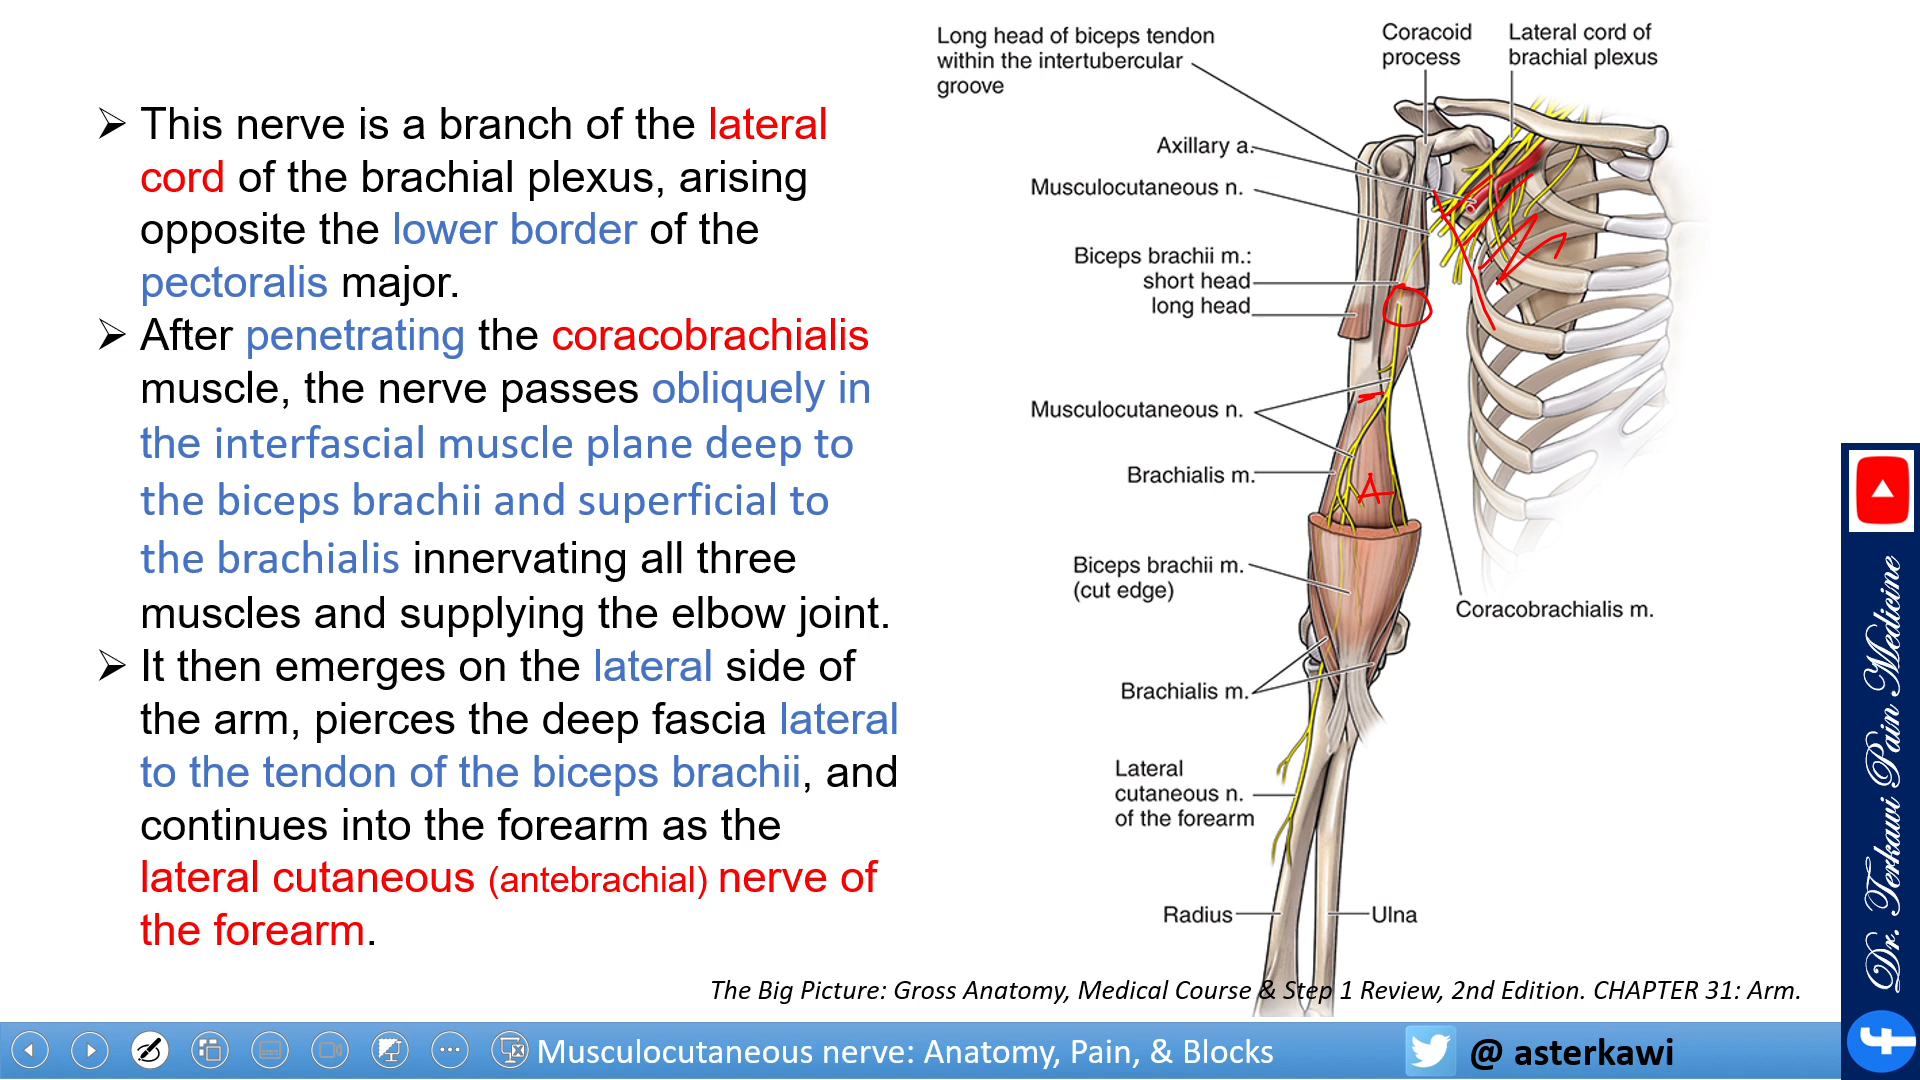 ➢ This nerve is a branch of the lateral
cord of the brachial plexus, arising
opposite the lower border of the
pectoralis major.
➢ After penetrating the coracobrachialis
muscle, the nerve passes obliquely in
the interfascial muscle plane deep to
the biceps brachii and superficial to
the brachialis innervating all three
muscles and supplying the elbow joint.
➢ It then emerges on the lateral side of
the arm, pierces the deep fascia lateral
to the tendon of the biceps brachii, and
continues into the forearm as the
lateral cutaneous (antebrachial) nerve of
the forearm.
Long head of biceps tendon
within the intertubercular
groove
Coracoid
process
Lateral cord of
brachial plexus
Axillary a.
Musculocutaneous n.
Biceps brachii m.:
short head
long head
Musculocutaneous n.
Brachialis m.
Biceps brachii m.
(cut edge)
Coracobrachialis m.
Brachialis m.
Lateral
cutaneous n.
of the forearm
Radius
Ulna
The Big Picture: Gross Anatomy, Medical Course & Step 1 Review, 2nd Edition. CHAPTER 31: Arm.
Musculocutaneous nerve: Anatomy, Pain, & Blocks
@ asterkawi
Dr. Terkawi Pain Medicine